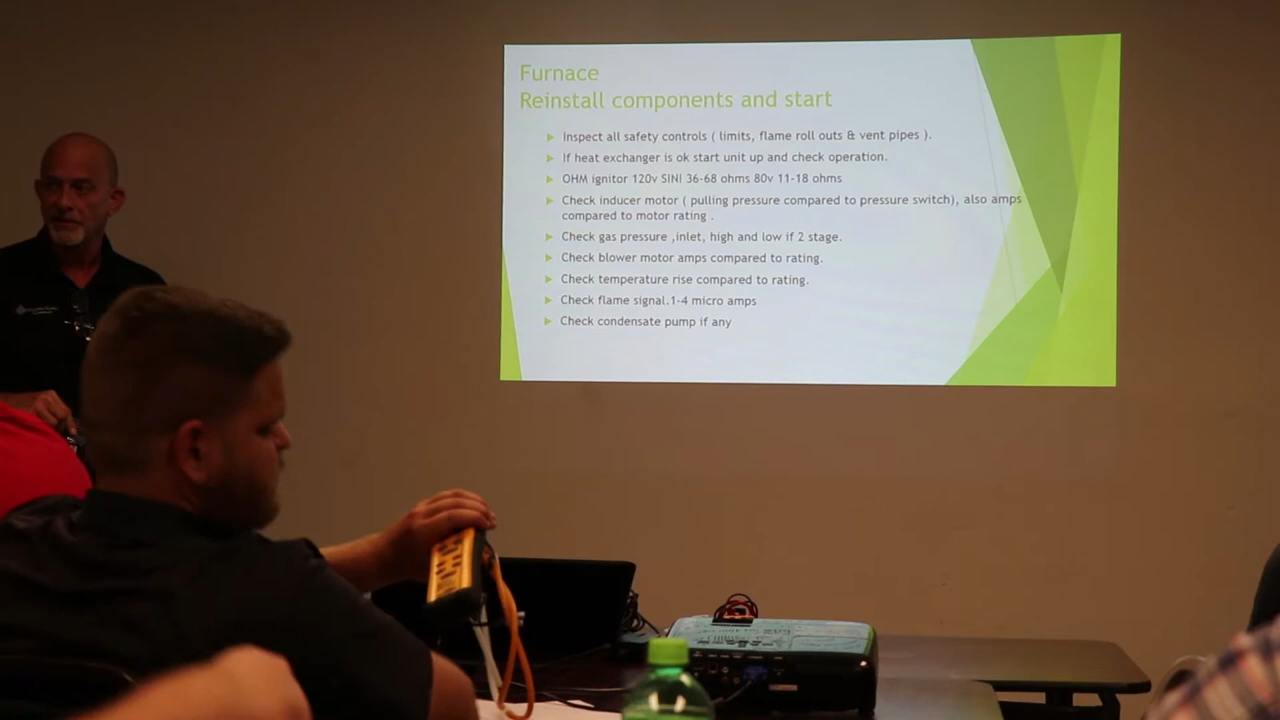 Furnace
Reinstall components and start
Inspect all safety controls ( limits, flame roll outs & vent pipes ).
If heat exchanger is ok start unit up and check operation.
OHM ignitor 120v SINI 36-68 ohms 80v 11-18 ohms
Check inducer motor ( pulling pressure compared to pressure switch), also amps
compared to motor rating .
Check gas pressure ,inlet, high and low if 2 stage.
Check blower motor amps compared to rating.
Check temperature rise compared to rating.
Check flame signal.1-4 micro amps
Check condensate pump if any